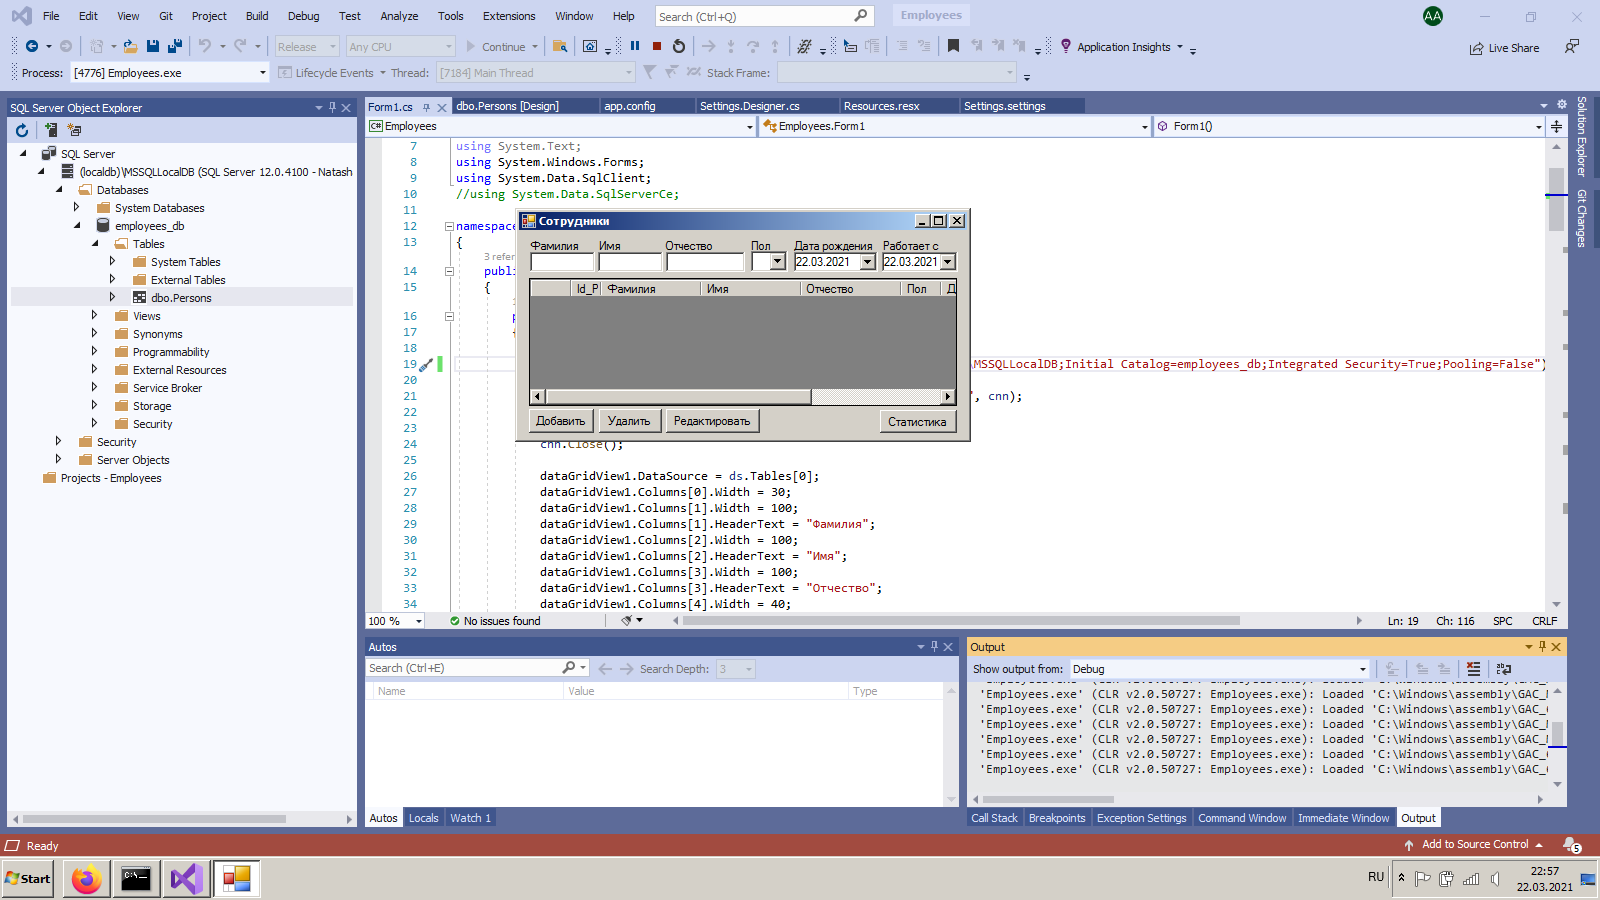 File Edit View Git Project Build Debug Test Analyze Tools Extensions Window Help Search (Ctrl+Q) Employees AA
Release Any CPU Continue Application Insights Live Share
Process: [4776] Employees.exe Lifecycle Events Thread: [7184] Main Thread Stack Frame:
SQL Server Object Explorer
SQL Server
(localdb)\MSSQLLocalDB (SQL Server 12.0.4100 - Natash
Databases
System Databases
employees_db
Tables
System Tables
External Tables
dbo.Persons
Views
Synonyms
Programmability
External Resources
Service Broker
Storage
Security
Security
Server Objects
Projects - Employees
Form1.cs dbo.Persons [Design] app.config Settings.Designer.cs Resources.resx Settings.settings
C# Employees Employees.Form1 Form1()
7 using System.Text;
8 using System.Windows.Forms;
9 using System.Data.SqlClient;
10 //using System.Data.SqlServerCe;
11
12 namespace
13 {
3 refer
14 publi
15 {
16 p
17 {
18
19 \MSSQLLocalDB;Initial Catalog=employees_db;Integrated Security=True;Pooling=False")
20
21 ", cnn);
22
23
24 cnn.Close();
25
26 dataGridView1.DataSource = ds.Tables[0];
27 dataGridView1.Columns[0].Width = 30;
28 dataGridView1.Columns[1].Width = 100;
29 dataGridView1.Columns[1].HeaderText = "Фамилия";
30 dataGridView1.Columns[2].Width = 100;
31 dataGridView1.Columns[2].HeaderText = "Имя";
32 dataGridView1.Columns[3].Width = 100;
33 dataGridView1.Columns[3].HeaderText = "Отчество";
34 dataGridView1.Columns[4].Width = 40;
Сотрудники
Фамилия Имя Отчество Пол Дата рождения Работает с
22.03.2021 22.03.2021
Id_P Фамилия Имя Отчество Пол Д
Добавить Удалить Редактировать Статистика
100 % No issues found Ln: 19 Ch: 116 SPC CRLF
Solution Explorer
Git Changes
Autos
Search (Ctrl+E) Search Depth: 3
Name Value Type
Autos Locals Watch 1
Output
Show output from: Debug
'Employees.exe' (CLR v2.0.50727: Employees.exe): Loaded 'C:\Windows\assembly\GAC_
'Employees.exe' (CLR v2.0.50727: Employees.exe): Loaded 'C:\Windows\assembly\GAC_
'Employees.exe' (CLR v2.0.50727: Employees.exe): Loaded 'C:\Windows\assembly\GAC_
'Employees.exe' (CLR v2.0.50727: Employees.exe): Loaded 'C:\Windows\assembly\GAC_
'Employees.exe' (CLR v2.0.50727: Employees.exe): Loaded 'C:\Windows\assembly\GAC_
'Employees.exe' (CLR v2.0.50727: Employees.exe): Loaded 'C:\Windows\assembly\GAC_
'Employees.exe' (CLR v2.0.50727: Employees.exe): Loaded 'C:\Windows\assembly\GAC_
Call Stack Breakpoints Exception Settings Command Window Immediate Window Output
Ready Add to Source Control 5
Start RU 22:57
22.03.2021